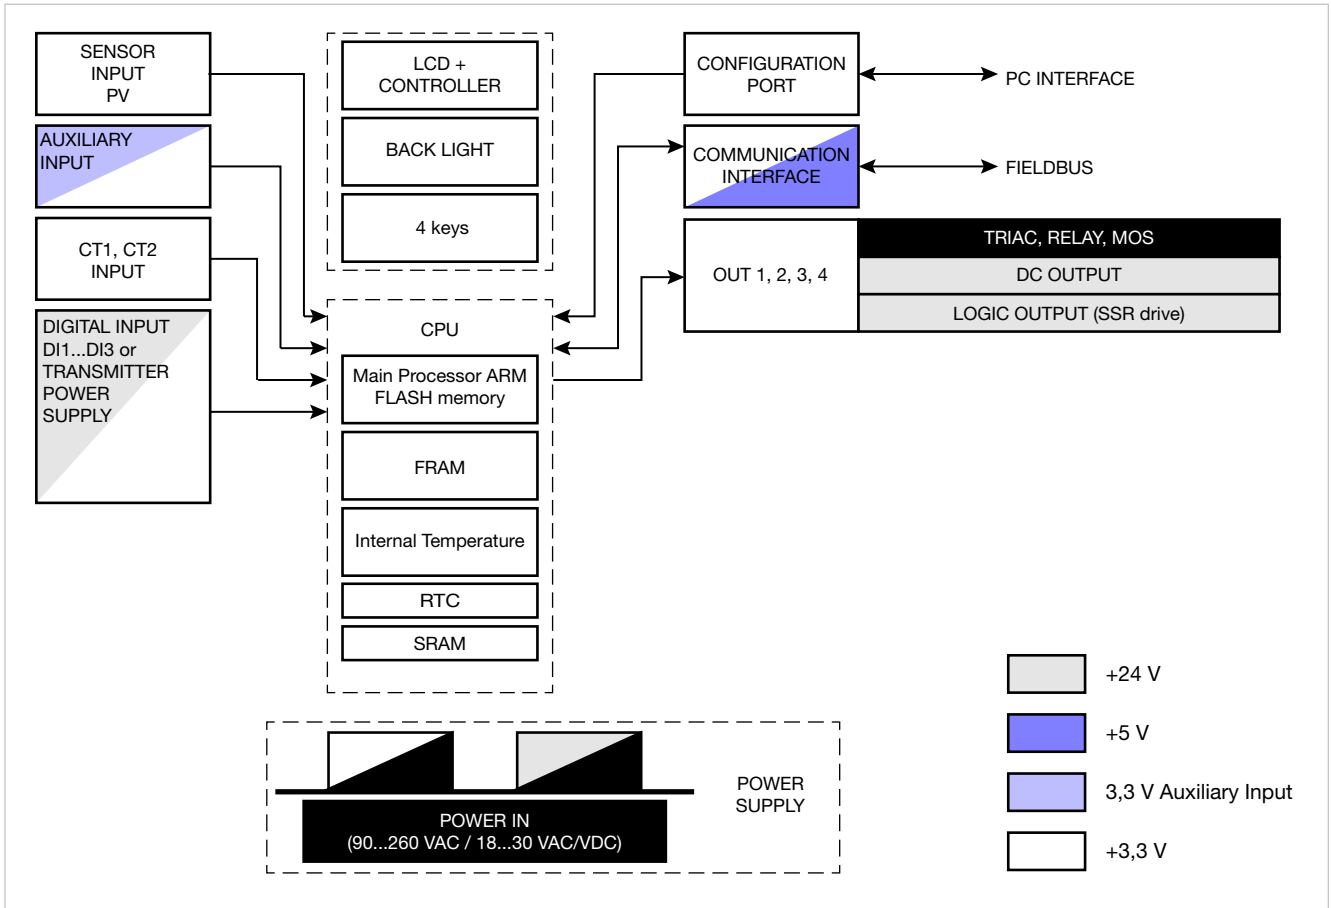 SENSOR
INPUT
PV
AUXILIARY
INPUT
CT1, CT2
INPUT
DIGITAL INPUT
DI1...DI3 or
TRANSMITTER
POWER
SUPPLY
LCD +
CONTROLLER
BACK LIGHT
4 keys
CPU
Main Processor ARM
FLASH memory
FRAM
Internal Temperature
RTC
SRAM
CONFIGURATION
PORT
PC INTERFACE
COMMUNICATION
INTERFACE
FIELDBUS
OUT 1, 2, 3, 4
TRIAC, RELAY, MOS
DC OUTPUT
LOGIC OUTPUT (SSR drive)
POWER IN
(90...260 VAC / 18...30 VAC/VDC)
POWER
SUPPLY
+24 V
+5 V
3,3 V Auxiliary Input
+3,3 V